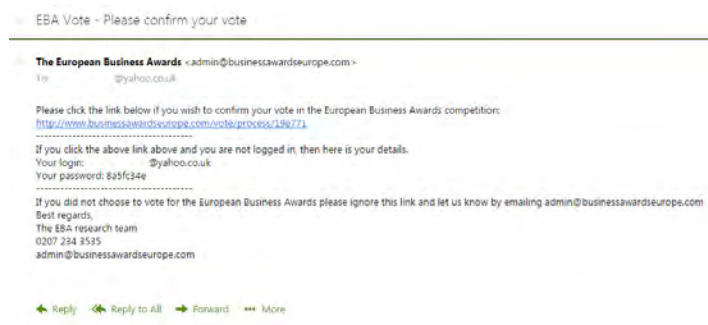 EBA Vote - Please confirm your vote
The European Business Awards <admin@businessawardseurope.com>
To: @yahoo.co.uk
Please click the link below if you wish to confirm your vote in the European Business Awards competition:
http://www.businessawardseurope.com/vote/process/19e771
----------------------------------------
If you click the above link above and you are not logged in, then here is your details.
Your login: @yahoo.co.uk
Your password: 8a5fc34e
----------------------------------------
If you did not choose to vote for the European Business Awards please ignore this link and let us know by emailing admin@businessawardseurope.com
Best regards,
The EBA research team
0207 234 3535
admin@businessawardseurope.com
Reply Reply to All Forward More